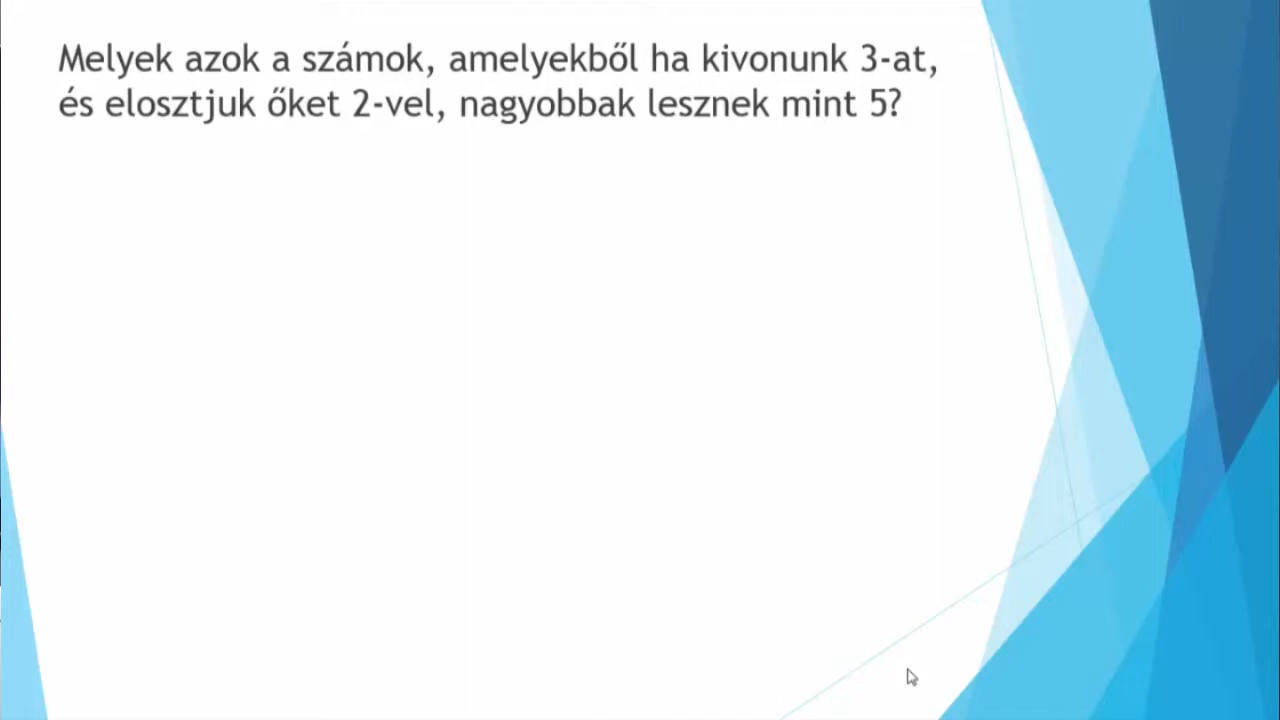 Melyek azok a számok, amelyekből ha kivonunk 3-at,
és elosztjuk őket 2-vel, nagyobbak lesznek mint 5?